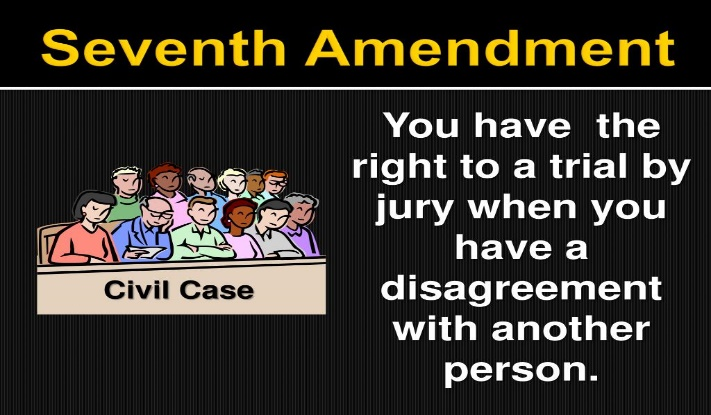 Seventh Amendment
Civil Case
You have  the
right to a trial by
jury when you
have a
disagreement
with another
person.